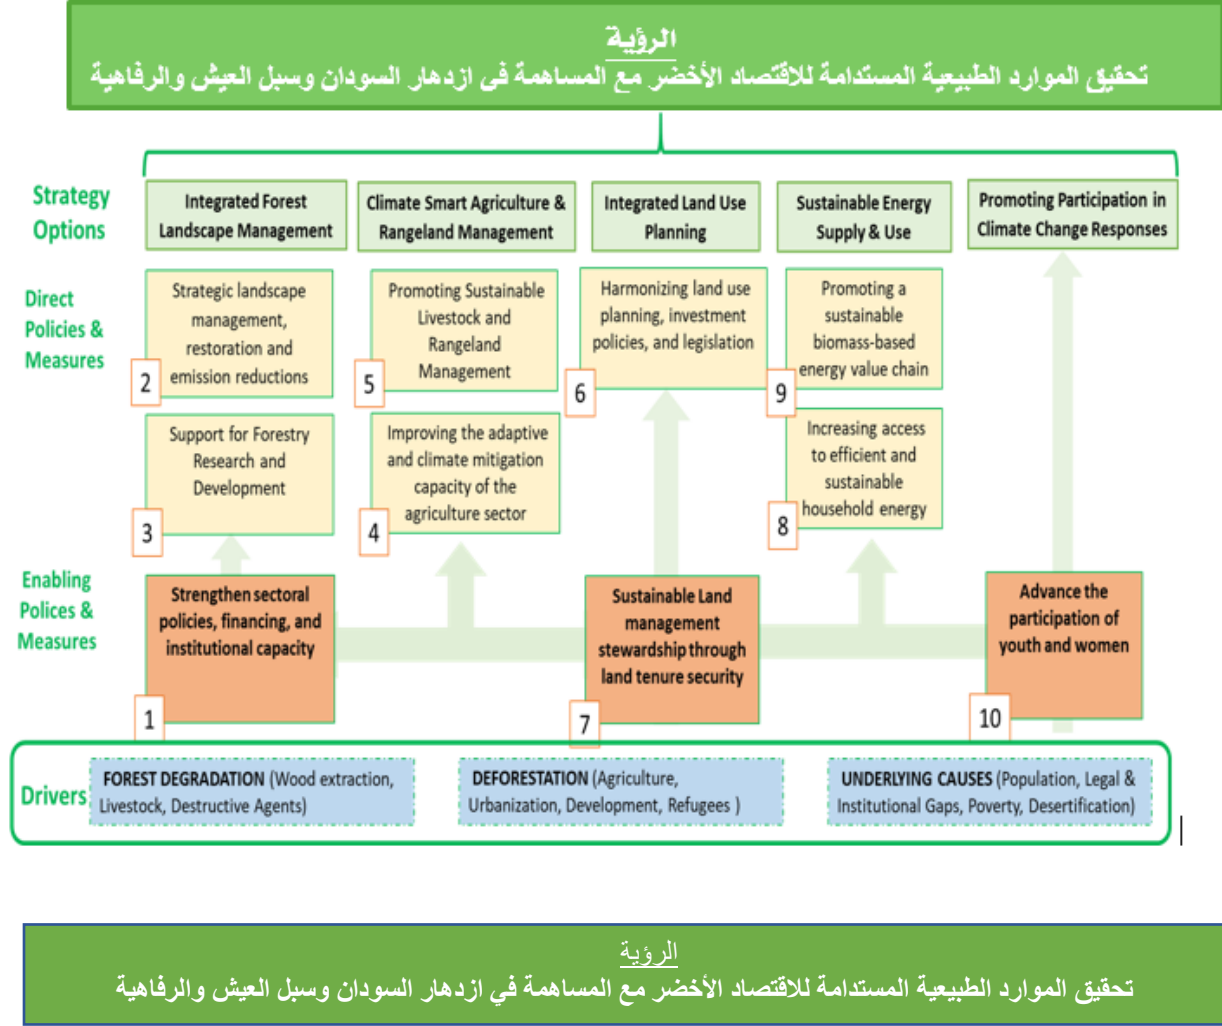 الرؤية
تحقيق الموارد الطبيعية المستدامة للاقتصاد الأخضر مع المساهمة في ازدهار السودان وسبل العيش والرفاهية
Strategy
Options
Integrated Forest
Landscape Management
Climate Smart Agriculture &
Rangeland Management
Integrated Land Use
Planning
Sustainable Energy
Supply & Use
Promoting Participation in
Climate Change Responses
Direct
Policies &
Measures
Strategic landscape
management,
restoration and
emission reductions
2
Promoting Sustainable
Livestock and
Rangeland
Management
5
Harmonizing land use
planning, investment
policies, and legislation
6
Promoting a
sustainable
biomass-based
energy value chain
9
Support for Forestry
Research and
Development
3
Improving the adaptive
and climate mitigation
capacity of the
agriculture sector
4
Increasing access
to efficient and
sustainable
household energy
8
Enabling
Polices &
Measures
Strengthen sectoral
policies, financing, and
institutional capacity
1
Sustainable Land
management
stewardship through
land tenure security
7
Advance the
participation of
youth and women
10
Drivers
FOREST DEGRADATION (Wood extraction,
Livestock, Destructive Agents)
DEFORESTATION (Agriculture,
Urbanization, Development, Refugees )
UNDERLYING CAUSES (Population, Legal &
Institutional Gaps, Poverty, Desertification)
الرؤية
تحقيق الموارد الطبيعية المستدامة للاقتصاد الأخضر مع المساهمة في ازدهار السودان وسبل العيش والرفاهية